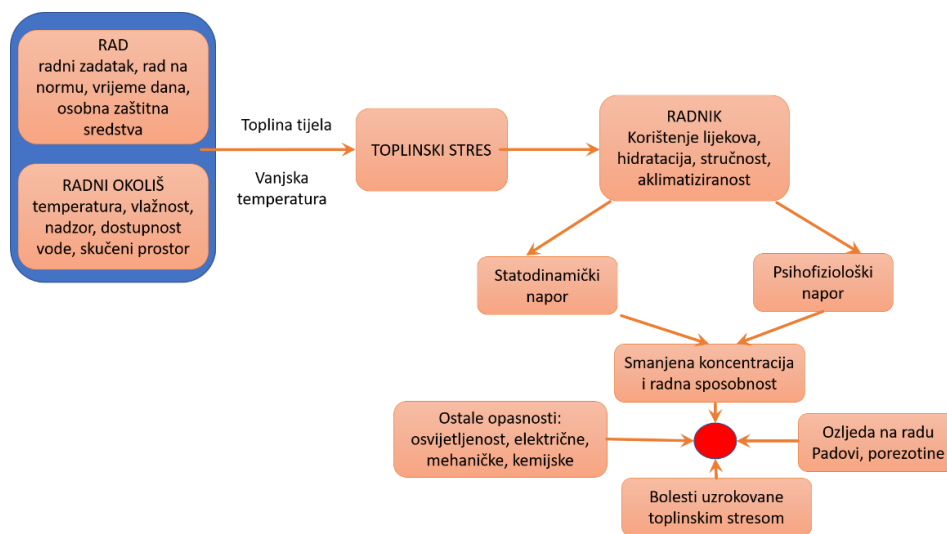 RAD
radni zadatak, rad na
normu, vrijeme dana,
osobna zaštitna
sredstva
RADNI OKOLIŠ
temperatura, vlažnost,
nadzor, dostupnost
vode, skučeni prostor
Toplina tijela
Vanjska
temperatura
TOPLINSKI STRES
RADNIK
Korištenje lijekova,
hidratacija, stručnost,
aklimatiziranost
Statodinamički
napor
Psihofiziološki
napor
Smanjena koncentracija
i radna sposobnost
Ostale opasnosti:
osvijetljenost, električne,
mehaničke, kemijske
Ozljeda na radu
Padovi, porezotine
Bolesti uzrokovane
toplinskim stresom